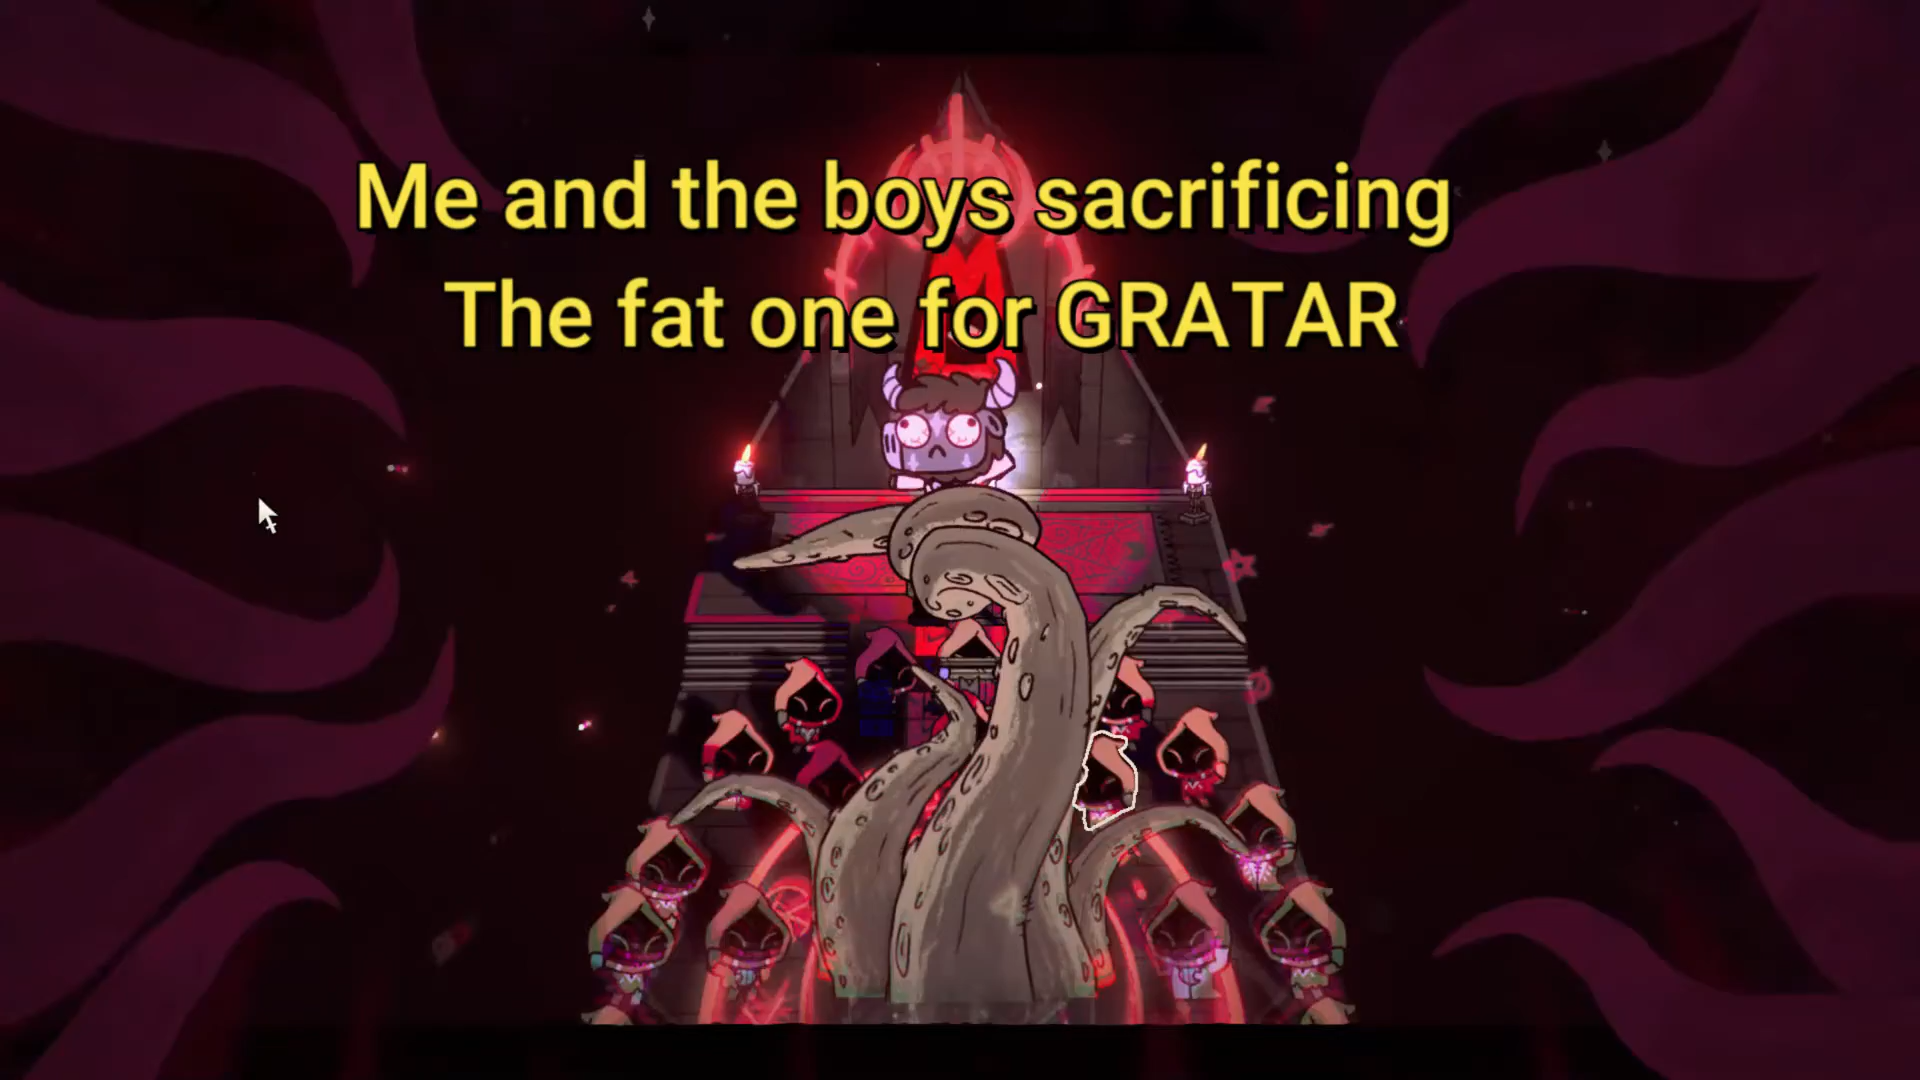 Me and the boys sacrificing
The fat one for GRATAR